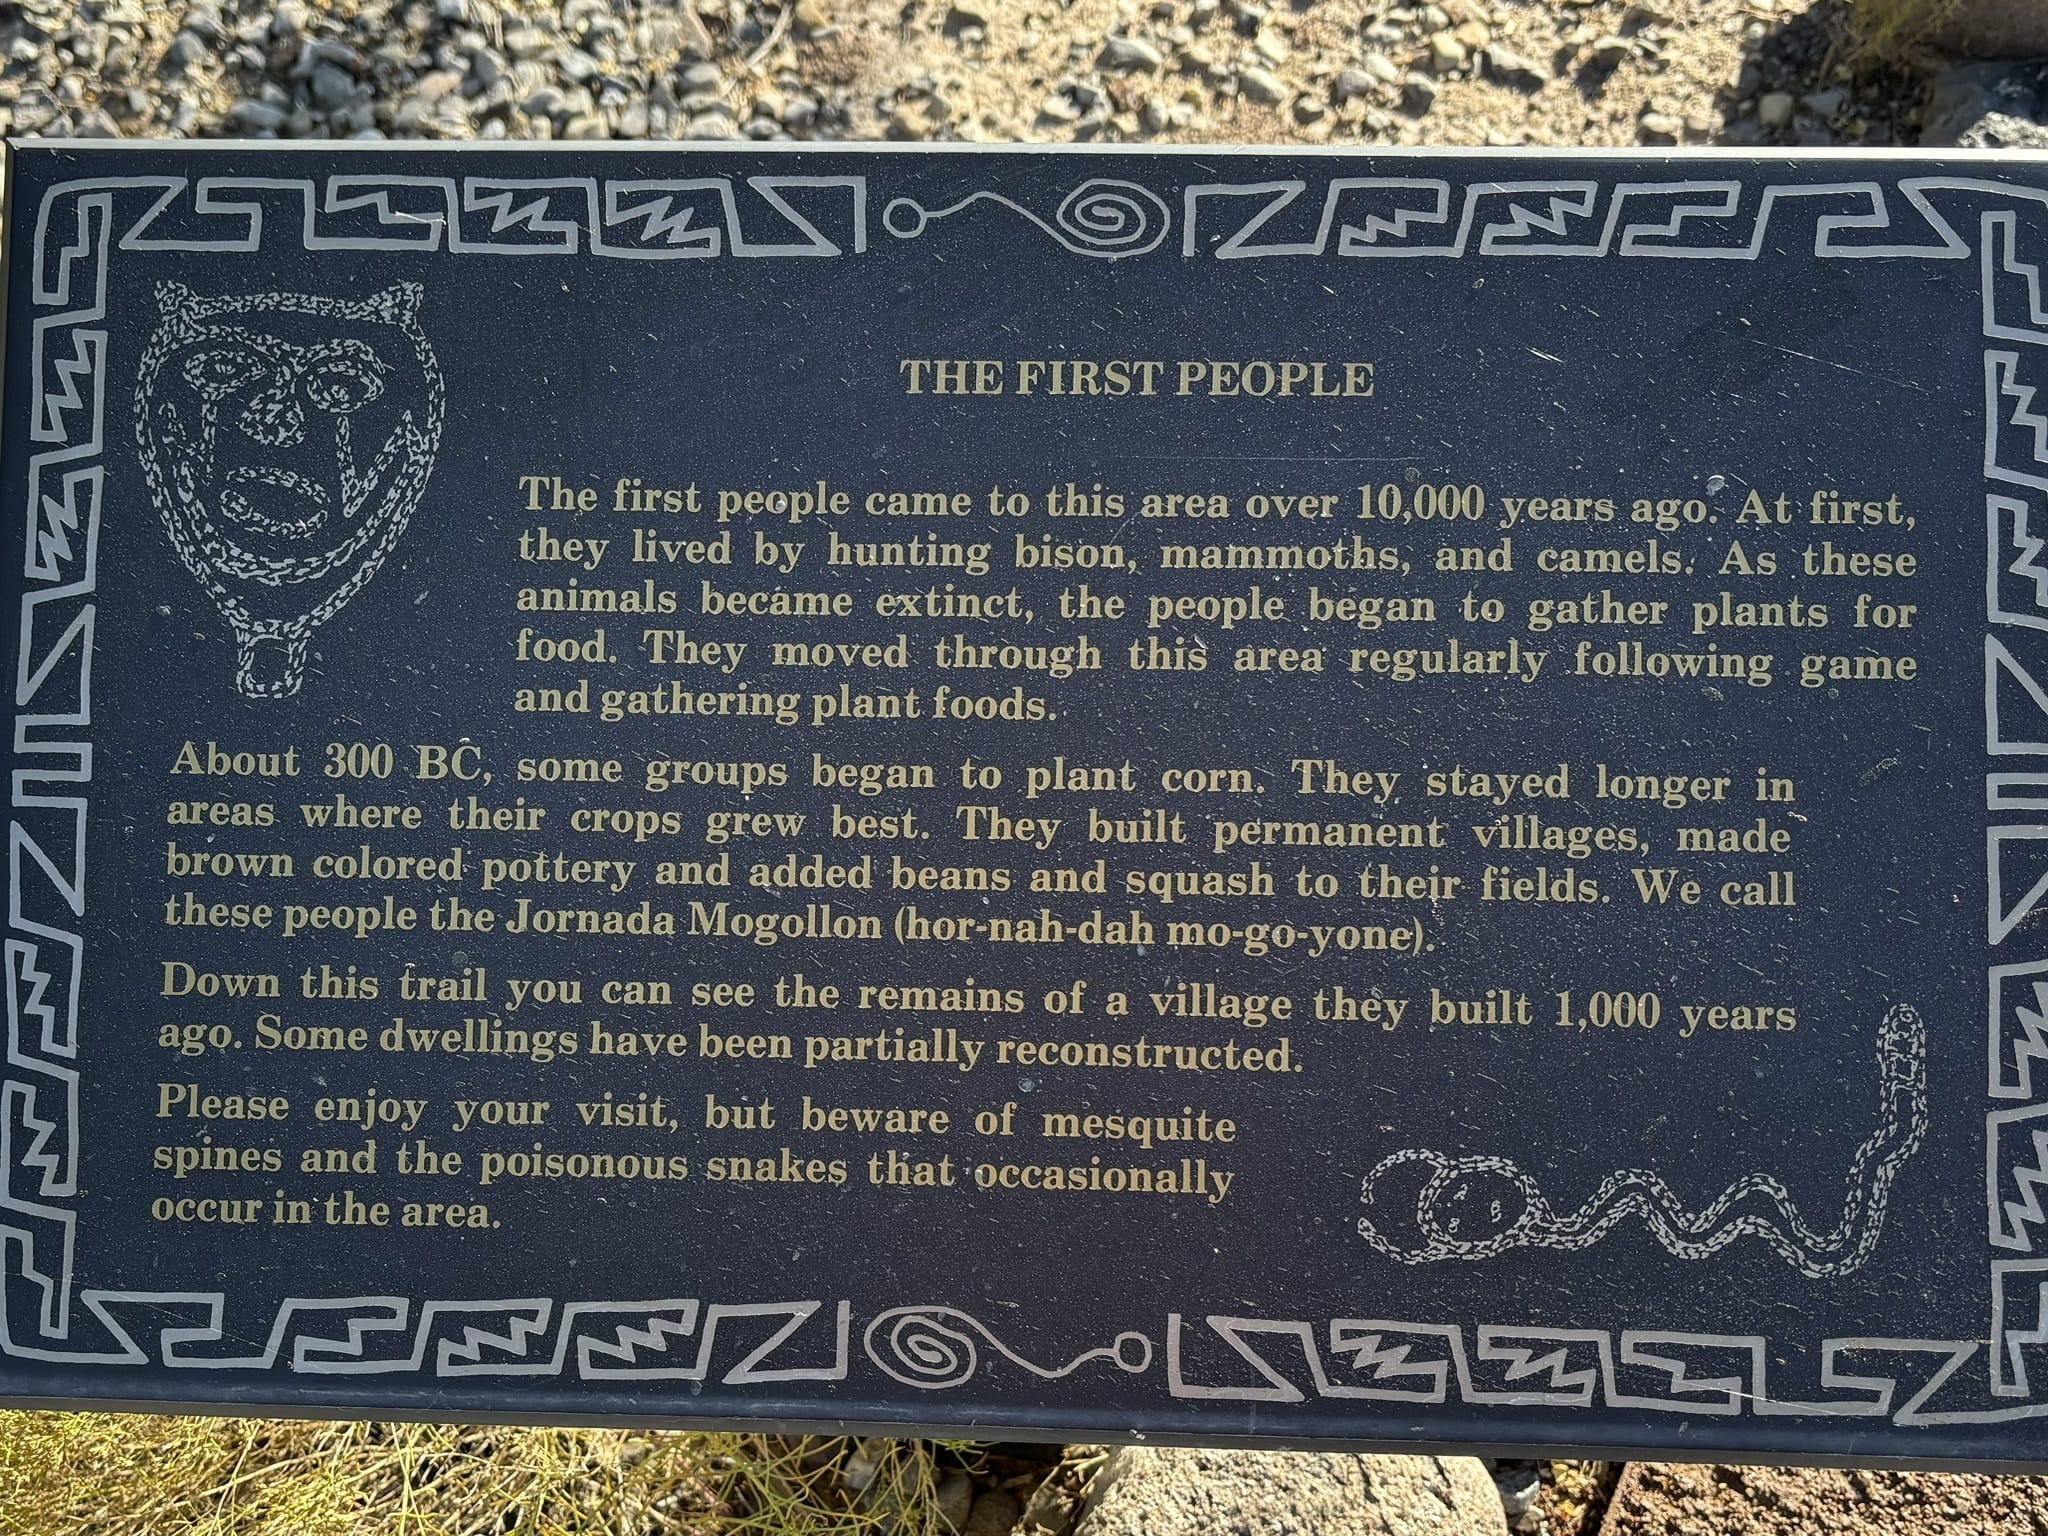 THE FIRST PEOPLE
The first people came to this area over 10,000 years ago. At first,
they lived by hunting bison, mammoths, and camels. As these
animals became extinct, the people began to gather plants for
food. They moved through this area regularly following game
and gathering plant foods.
About 300 BC, some groups began to plant corn. They stayed longer in
areas where their crops grew best. They built permanent villages, made
brown colored pottery and added beans and squash to their fields. We call
these people the Jornada Mogollon (hor-nah-dah mo-go-yone).
Down this trail you can see the remains of a village they built 1,000 years
ago. Some dwellings have been partially reconstructed.
Please enjoy your visit, but beware of mesquite
spines and the poisonous snakes that occasionally
occur in the area.